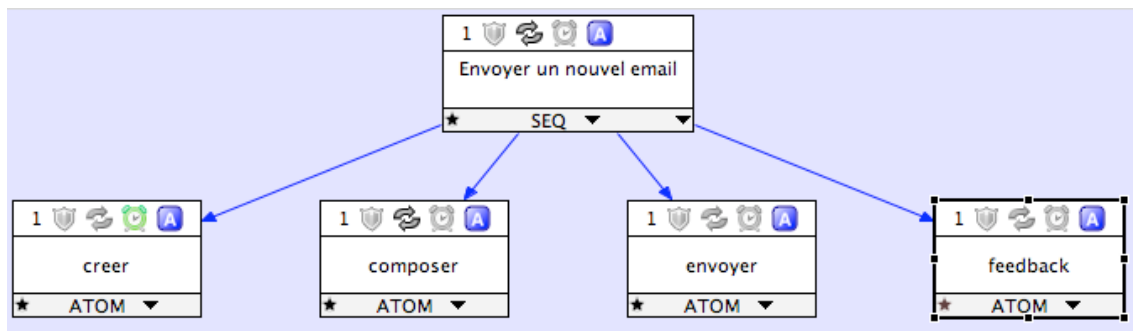 1 A
Envoyer un nouvel email
SEQ
1 A
creer
ATOM
1 A
composer
ATOM
1 A
envoyer
ATOM
1 A
feedback
ATOM